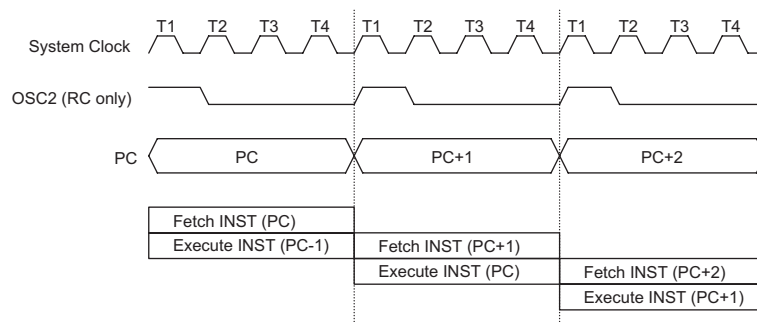 T1 T2 T3 T4 T1 T2 T3 T4 T1 T2 T3 T4
System Clock
OSC2 (RC only)
PC PC PC+1 PC+2
Fetch INST (PC)
Execute INST (PC-1) Fetch INST (PC+1)
Execute INST (PC) Fetch INST (PC+2)
Execute INST (PC+1)